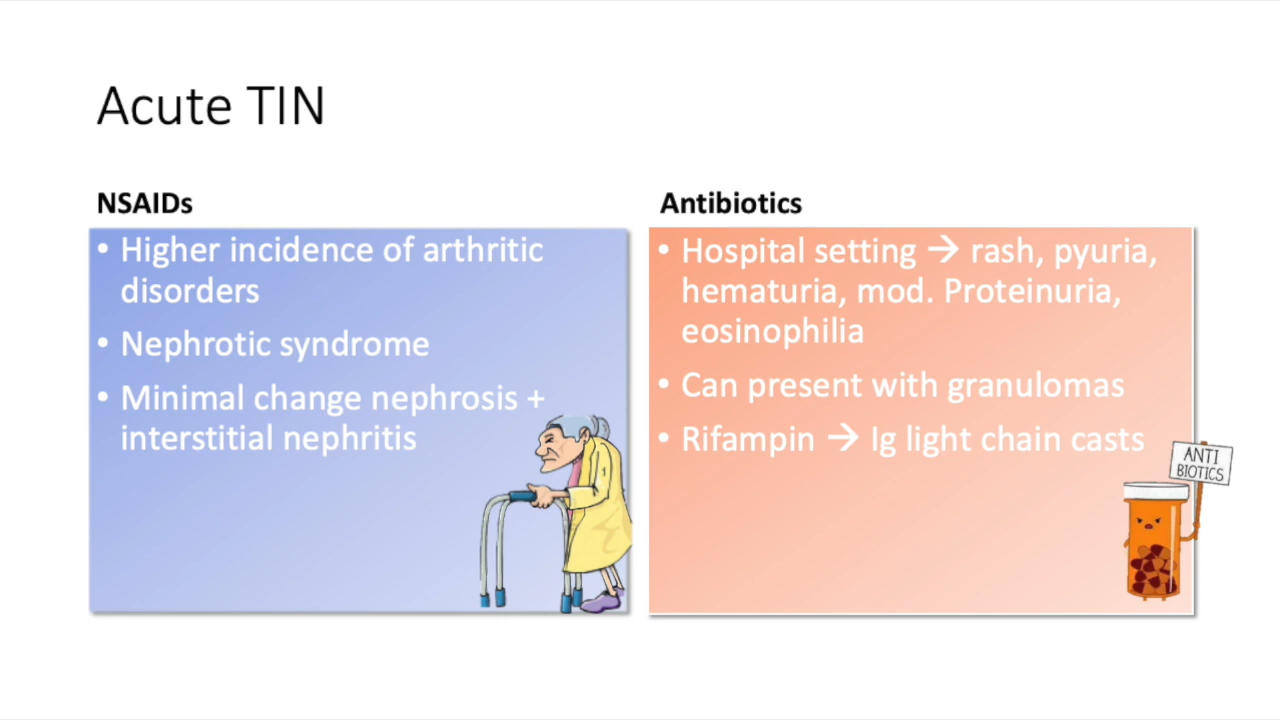 Acute TIN
NSAIDs
• Higher incidence of arthritic
disorders
• Nephrotic syndrome
• Minimal change nephrosis +
interstitial nephritis
Antibiotics
• Hospital setting → rash, pyuria,
hematuria, mod. Proteinuria,
eosinophilia
• Can present with granulomas
• Rifampin → Ig light chain casts
ANTI
BIOTICS